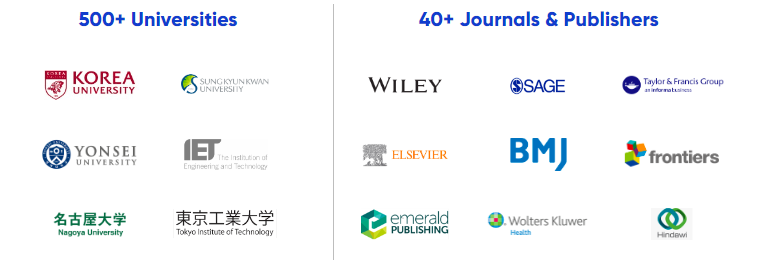 500+ Universities
KOREA
UNIVERSITY
SUNGKYUNKWAN
UNIVERSITY
YONSEI
UNIVERSITY
IET The Institution of
Engineering and Technology
名古屋大学
Nagoya University
東京工業大学
Tokyo Institute of Technology
40+ Journals & Publishers
WILEY
SAGE
Taylor & Francis Group
an informa business
ELSEVIER
BMJ
frontiers
emerald
PUBLISHING
Wolters Kluwer
Health
Hindawi